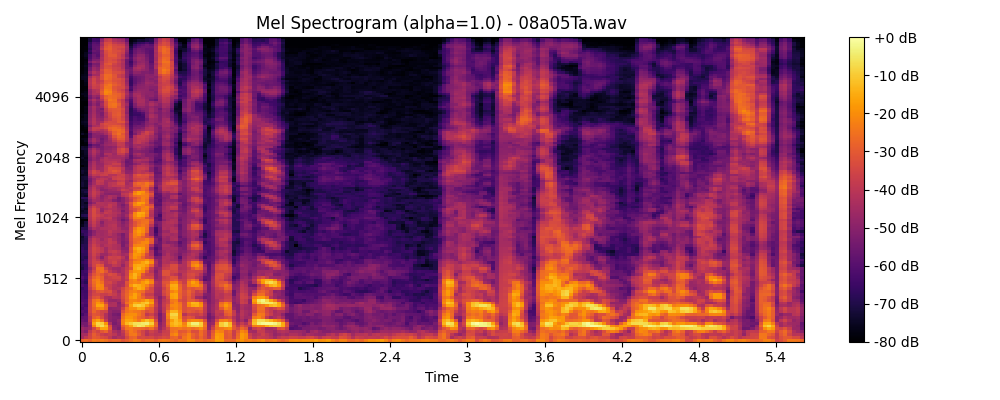 Mel Spectrogram (alpha=1.0) - 08a05Ta.wav
Mel Frequency
4096
2048
1024
512
0
0 0.6 1.2 1.8 2.4 3 3.6 4.2 4.8 5.4
Time
+0 dB
-10 dB
-20 dB
-30 dB
-40 dB
-50 dB
-60 dB
-70 dB
-80 dB